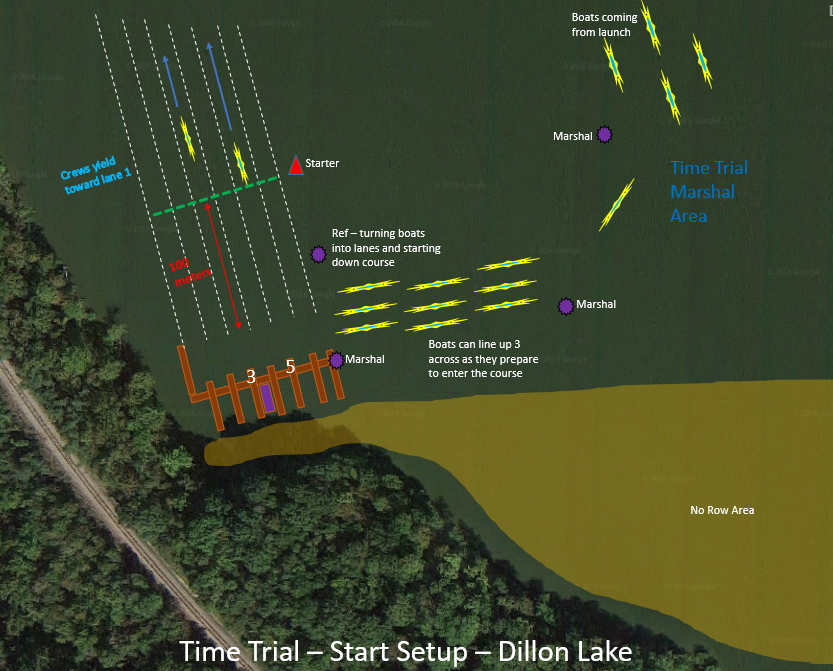 Boats coming
from launch
Marshal
Crews yield
toward lane 1
Starter
Time Trial
Marshal
Area
Ref – turning boats
into lanes and starting
down course
100
meters
Marshal
Boats can line up 3
across as they prepare
to enter the course
Marshal
3
5
No Row Area
Time Trial – Start Setup – Dillon Lake